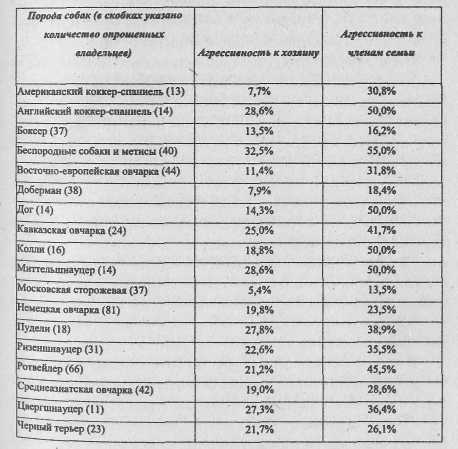 Порода собак (в скобках указано количество опрошенных владельцев) Агрессивность к хозяину Агрессивность к членам семьи
Американский коккер-спаниель (13) 7,7% 30,8%
Английский коккер-спаниель (14) 28,6% 50,0%
Боксер (37) 13,5% 16,2%
Беспородные собаки и метисы (40) 32,5% 55,0%
Восточно-европейская овчарка (44) 11,4% 31,8%
Доберман (38) 7,9% 18,4%
Дог (14) 14,3% 50,0%
Кавказская овчарка (24) 25,0% 41,7%
Колли (16) 18,8% 50,0%
Миттельшнауцер (14) 28,6% 50,0%
Московская сторожевая (37) 5,4% 13,5%
Немецкая овчарка (81) 19,8% 23,5%
Пудели (18) 27,8% 38,9%
Ризеншнауцер (31) 22,6% 35,5%
Ротвейлер (66) 21,2% 45,5%
Среднеазиатская овчарка (42) 19,0% 28,6%
Цвергшнауцер (11) 27,3% 36,4%
Черный терьер (23) 21,7% 26,1%